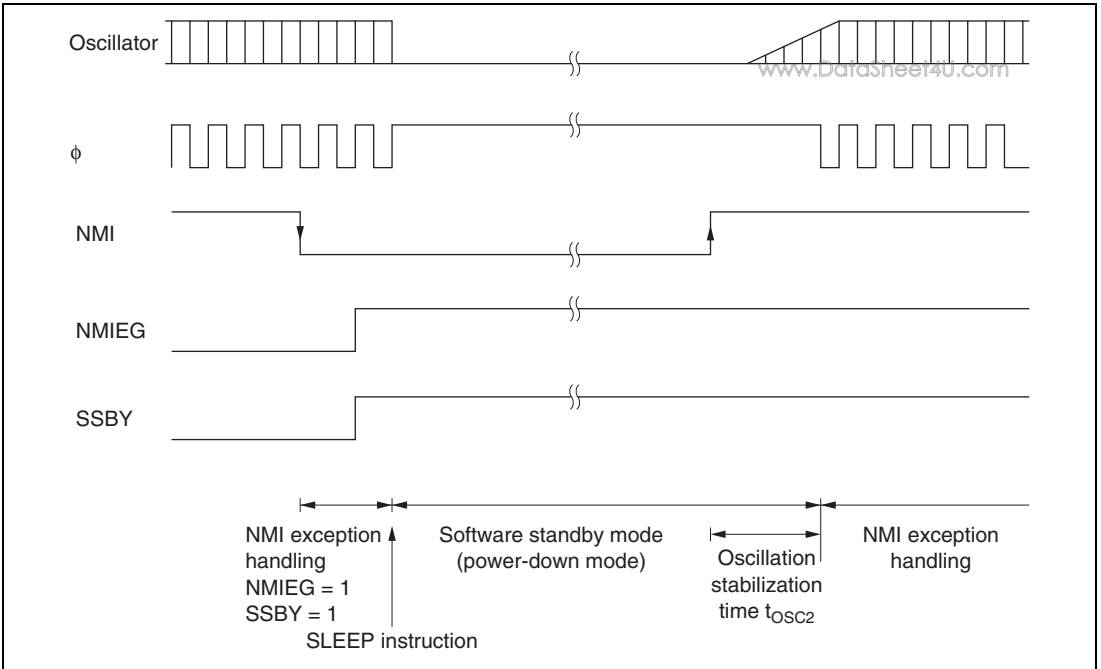 Oscillator
www.DataSheet4U.com
ϕ
NMI
NMIEG
SSBY
NMI exception
handling
NMIEG = 1
SSBY = 1
SLEEP instruction
Software standby mode
(power-down mode)
Oscillation
stabilization
time tOSC2
NMI exception
handling